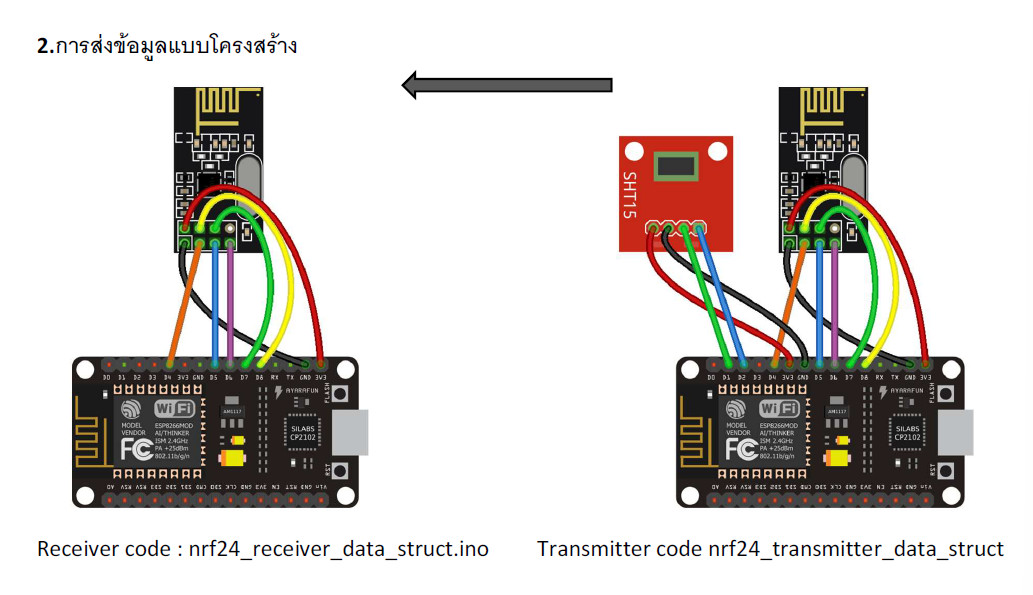 2.การส่งข้อมูลแบบโครงสร้าง
SHT15
D0 D1 D2 D3 D4 3V3 GND D5 D6 D7 D8 RX TX GND 3V3
FLASH
AYARAFUN
WiFi
MODEL ESP8266MOD
VENDOR AI/THINKER
ISM 2.4GHz
PA +25dBm
802.11b/g/n
FC
AM1117
SILABS
CP2102
RST
A0 RSV RSV SD3 SD2 SD1 CMD SD0 CLK GND 3V3 EN RST GND Vin
D0 D1 D2 D3 D4 3V3 GND D5 D6 D7 D8 RX TX GND 3V3
FLASH
AYARAFUN
WiFi
MODEL ESP8266MOD
VENDOR AI/THINKER
ISM 2.4GHz
PA +25dBm
802.11b/g/n
FC
AM1117
SILABS
CP2102
RST
A0 RSV RSV SD3 SD2 SD1 CMD SD0 CLK GND 3V3 EN RST GND Vin
Receiver code : nrf24_receiver_data_struct.ino
Transmitter code nrf24_transmitter_data_struct